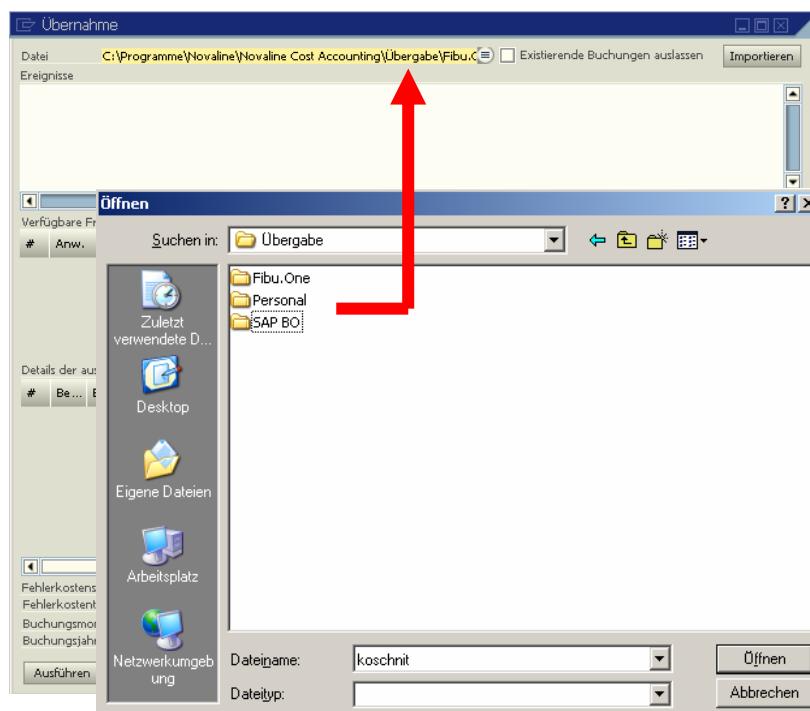 Übernahme
Datei C:\Programme\Novaline\Novaline Cost Accounting\Übergabe\Fibu.C Existierende Buchungen auslassen Importieren
Ereignisse
Öffnen
Verfügbare Fr
# Anw.
Suchen in: Übergabe
Fibu.One
Personal
SAP BO
Zuletzt
verwendete D...
Details der aus
# Be... B
Desktop
Eigene Dateien
Arbeitsplatz
Fehlerkostens
Fehlerkostent
Buchungsmon
Buchungsjahr
Netzwerkumgeb
ung
Dateiname: koschnit Öffnen
Ausführen
Dateityp: Abbrechen